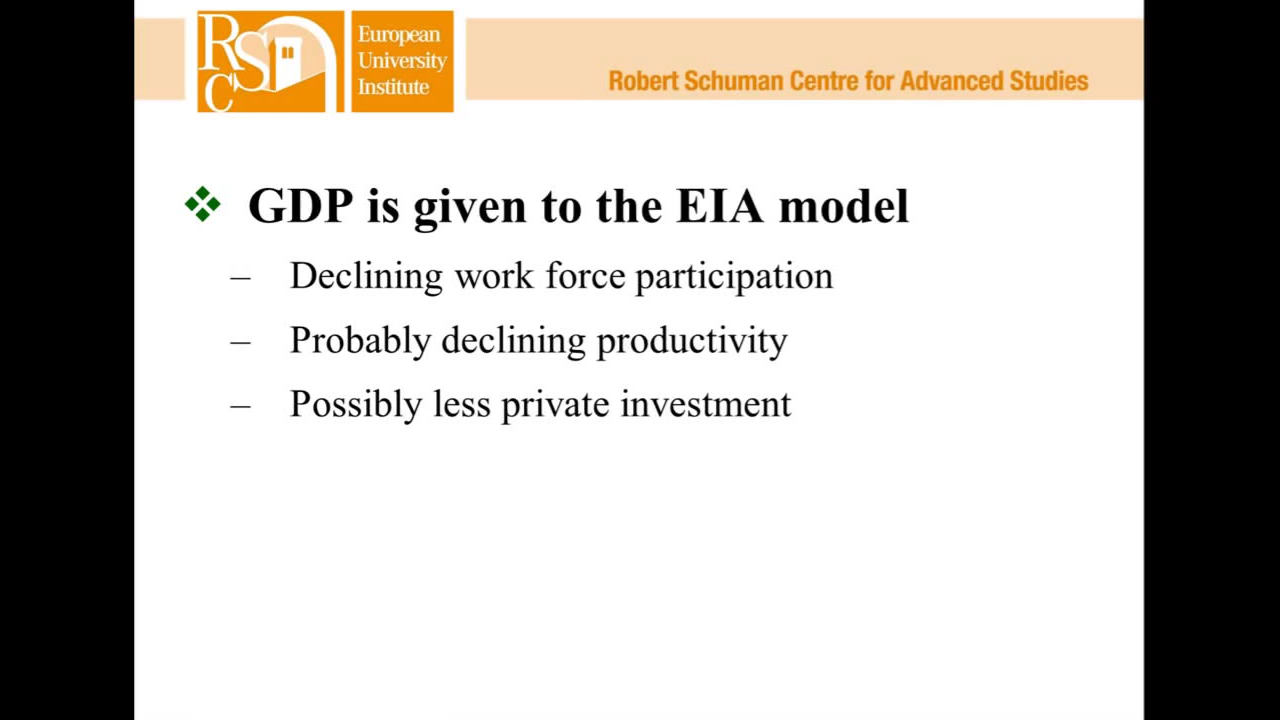 RSC
European
University
Institute
Robert Schuman Centre for Advanced Studies
❖ GDP is given to the EIA model
– Declining work force participation
– Probably declining productivity
– Possibly less private investment